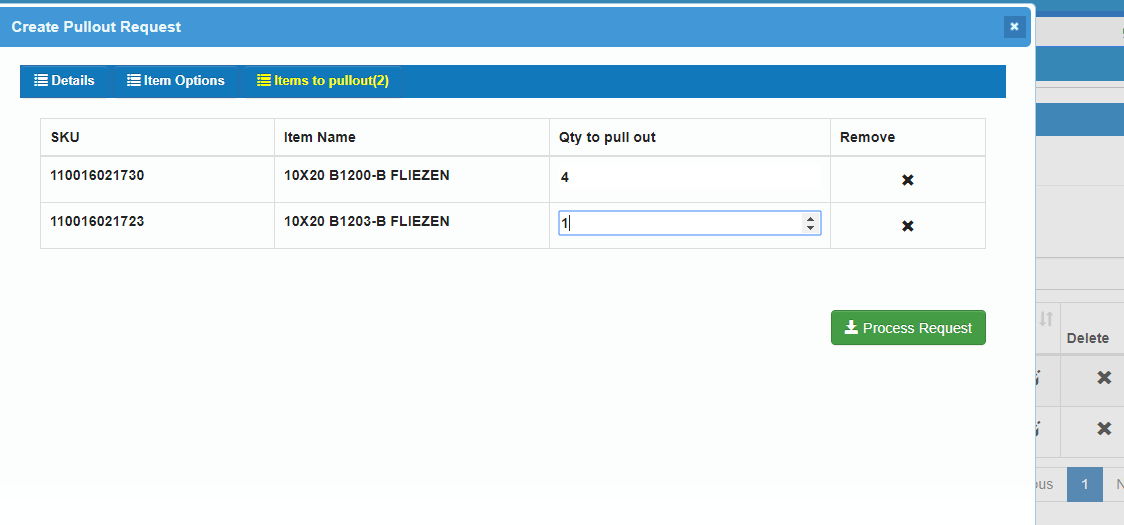 Create Pullout Request
Details Item Options Items to pullout(2)
SKU Item Name Qty to pull out Remove
110016021730 10X20 B1200-B FLIEZEN 4
110016021723 10X20 B1203-B FLIEZEN 1
Process Request
Delete
1